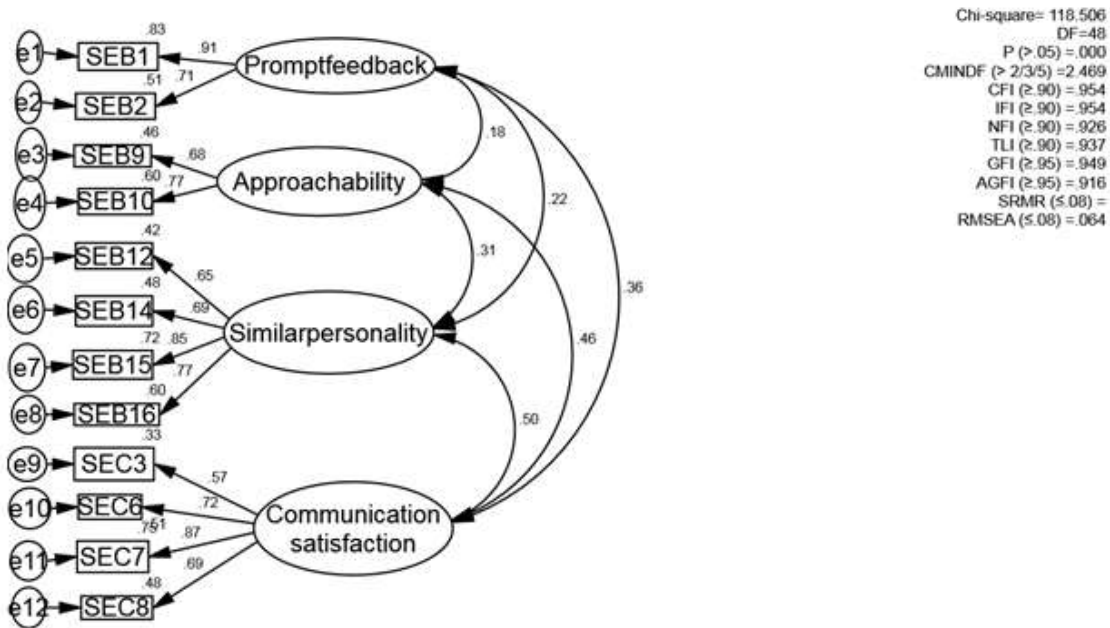 Chi-square= 118.506
DF=48
P (>.05) =.000
CMINDF (> 2/3/5) =2.469
CFI (≥.90) =.954
IFI (≥.90) =.954
NFI (≥.90) =.926
TLI (≥.90) =.937
GFI (≥.95) =.949
AGFI (≥.95) =.916
SRMR (≤.08) =
RMSEA (≤.08) =.064
.83
e1 SEB1 .91 Promptfeedback
.51 .71
e2 SEB2
.18
.46
e3 SEB9 .68
Approachability
.60 .77
e4 SEB10
.22
.42
e5 SEB12
.31
.65
.48
.36
e6 SEB14 .69
Similarpersonality
.46
.72 .85
e7 SEB15
.77
.60
e8 SEB16
.50
.33
e9 SEC3
.57
e10 SEC6 .72
Communication
satisfaction
.75 .51
.87
e11 SEC7
.69
.48
e12 SEC8